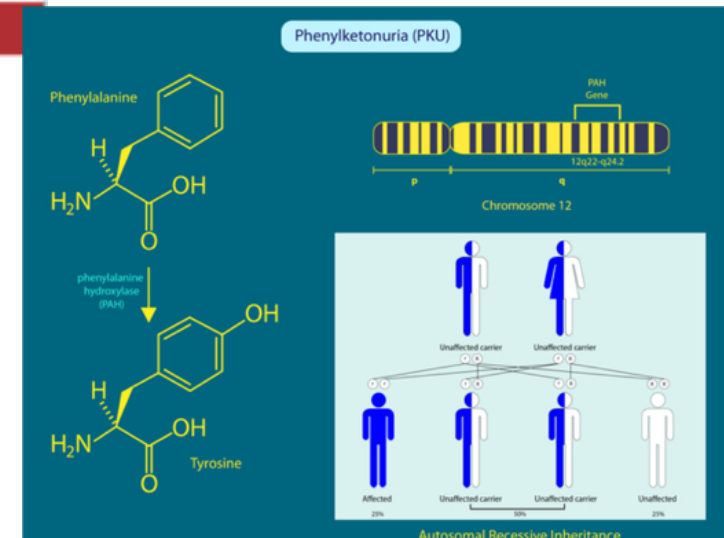 Phenylketonuria (PKU)
Phenylalanine
H
H₂N
OH
O
phenylalanine
hydroxylase
(PAH)
OH
H
H₂N
OH
O
Tyrosine
PAH
Gene
12q22-q24.2
p
q
Chromosome 12
Unaffected carrier
Unaffected carrier
Affected
Unaffected carrier
Unaffected carrier
Unaffected
25%
50%
25%
Autosomal Recessive Inheritance